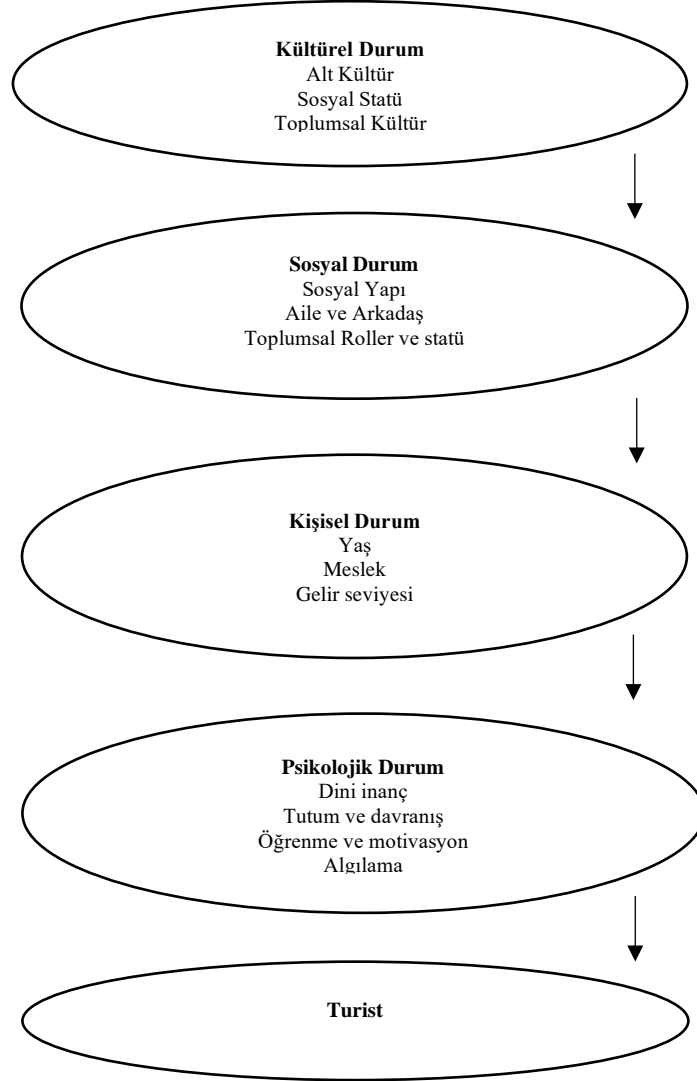 Kültürel Durum
Alt Kültür
Sosyal Statü
Toplumsal Kültür
Sosyal Durum
Sosyal Yapı
Aile ve Arkadaş
Toplumsal Roller ve statü
Kişisel Durum
Yaş
Meslek
Gelir seviyesi
Psikolojik Durum
Dini inanç
Tutum ve davranış
Öğrenme ve motivasyon
Algılama
Turist